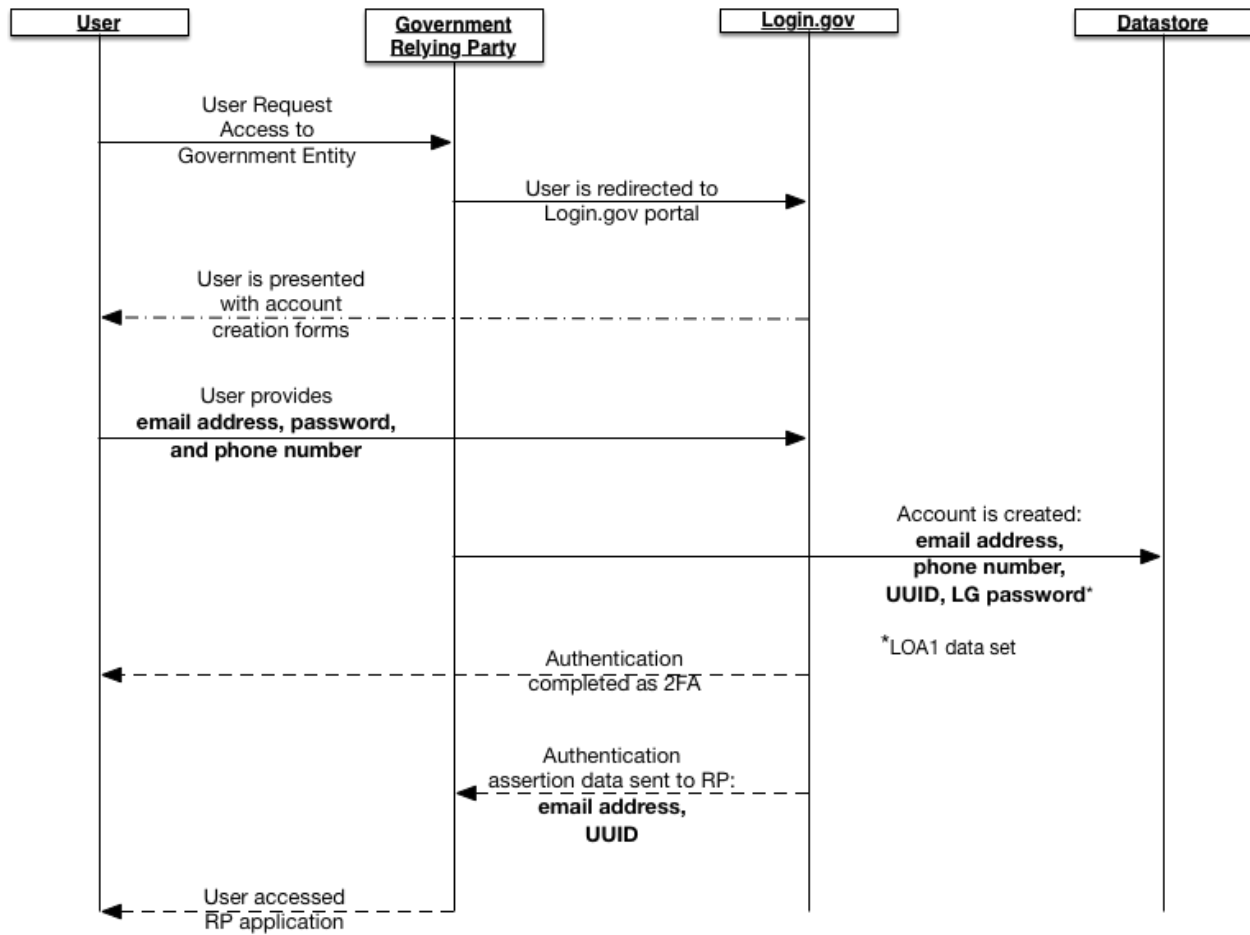 User
Government
Relying Party
Login.gov
Datastore
User Request
Access to
Government Entity
User is redirected to
Login.gov portal
User is presented
with account
creation forms
User provides
email address, password,
and phone number
Account is created:
email address,
phone number,
UUID, LG password*
*LOA1 data set
Authentication
completed as 2FA
Authentication
assertion data sent to RP:
email address,
UUID
User accessed
RP application